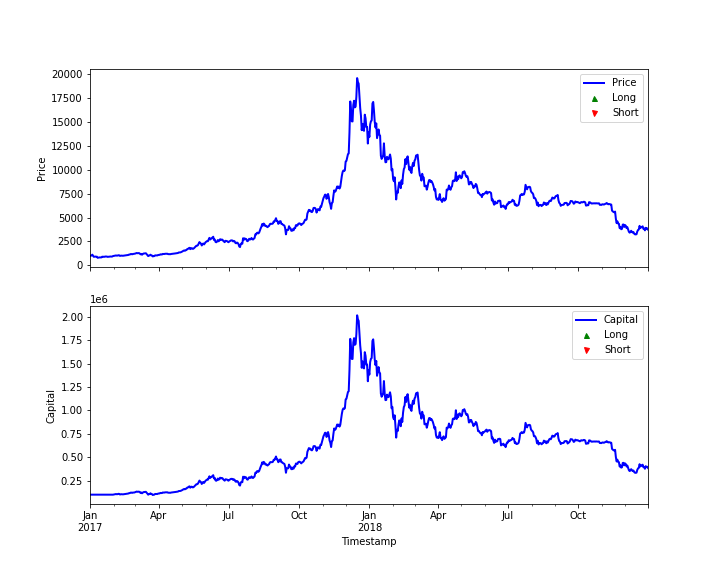 20000
17500
15000
12500
10000
7500
5000
2500
0
Price
Price
Long
Short
1e6
2.00
1.75
1.50
1.25
1.00
0.75
0.50
0.25
Capital
Capital
Long
Short
Jan Apr Jul Oct Jan Apr Jul Oct
2017 2018
Timestamp